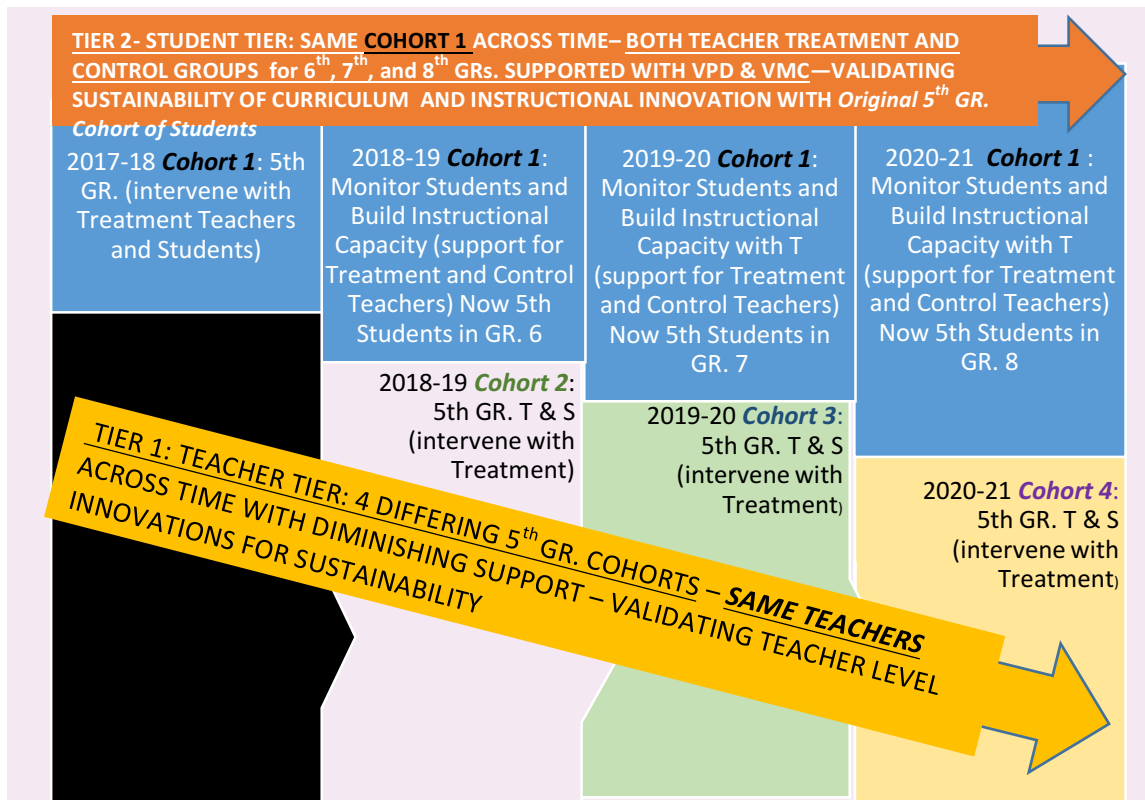 TIER 2- STUDENT TIER: SAME COHORT 1 ACROSS TIME– BOTH TEACHER TREATMENT AND
CONTROL GROUPS for 6th, 7th, and 8th GRs. SUPPORTED WITH VPD & VMC—VALIDATING
SUSTAINABILITY OF CURRICULUM AND INSTRUCTIONAL INNOVATION WITH Original 5th GR.
Cohort of Students
2017-18 Cohort 1: 5th
GR. (intervene with
Treatment Teachers
and Students)
2018-19 Cohort 1:
Monitor Students and
Build Instructional
Capacity (support for
Treatment and Control
Teachers) Now 5th
Students in GR. 6
2019-20 Cohort 1:
Monitor Students and
Build Instructional
Capacity with T
(support for Treatment
and Control Teachers)
Now 5th Students in
GR. 7
2020-21 Cohort 1 :
Monitor Students and
Build Instructional
Capacity with T
(support for Treatment
and Control Teachers)
Now 5th Students in
GR. 8
2018-19 Cohort 2:
5th GR. T & S
(intervene with
Treatment)
2019-20 Cohort 3:
5th GR. T & S
(intervene with
Treatment)
2020-21 Cohort 4:
5th GR. T & S
(intervene with
Treatment)
TIER 1: TEACHER TIER: 4 DIFFERING 5th GR. COHORTS – SAME TEACHERS
ACROSS TIME WITH DIMINISHING SUPPORT – VALIDATING TEACHER LEVEL
INNOVATIONS FOR SUSTAINABILITY